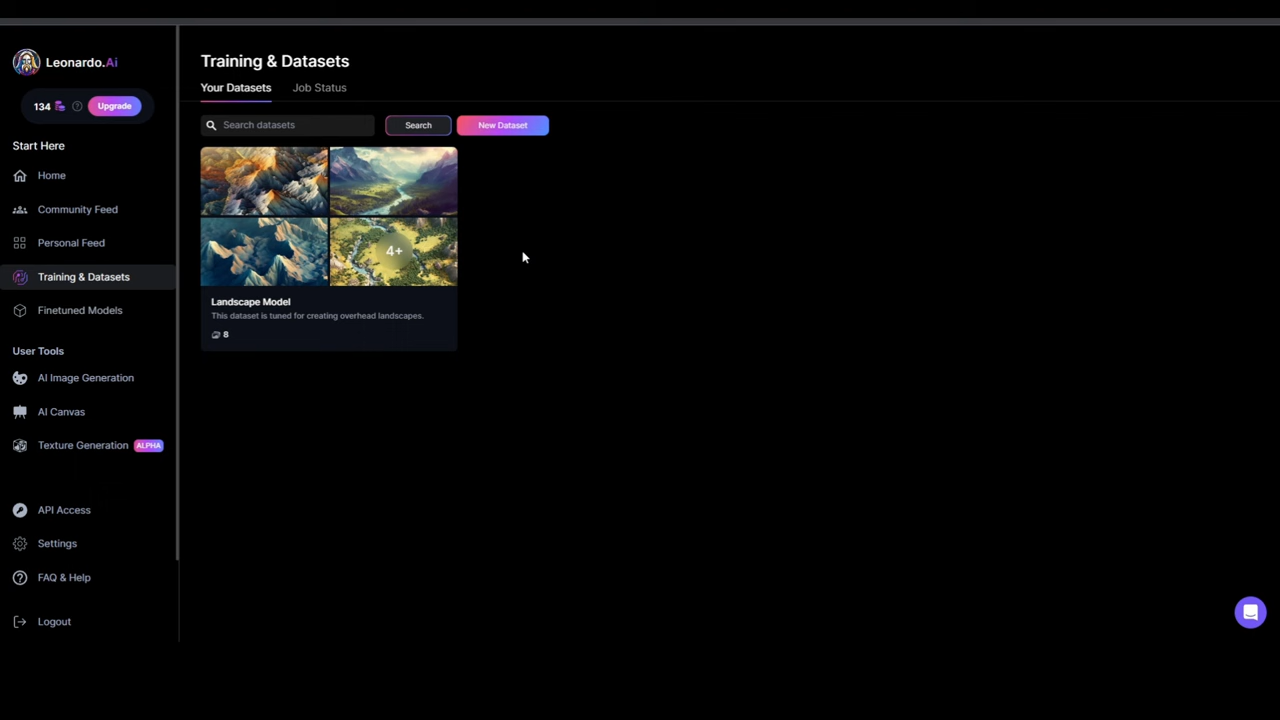 Leonardo.Ai
134
Upgrade
Start Here
Home
Community Feed
Personal Feed
Training & Datasets
Finetuned Models
User Tools
AI Image Generation
AI Canvas
Texture Generation ALPHA
API Access
Settings
FAQ & Help
Logout
Training & Datasets
Your Datasets Job Status
Search datasets Search New Dataset
4+
Landscape Model
This dataset is tuned for creating overhead landscapes.
8